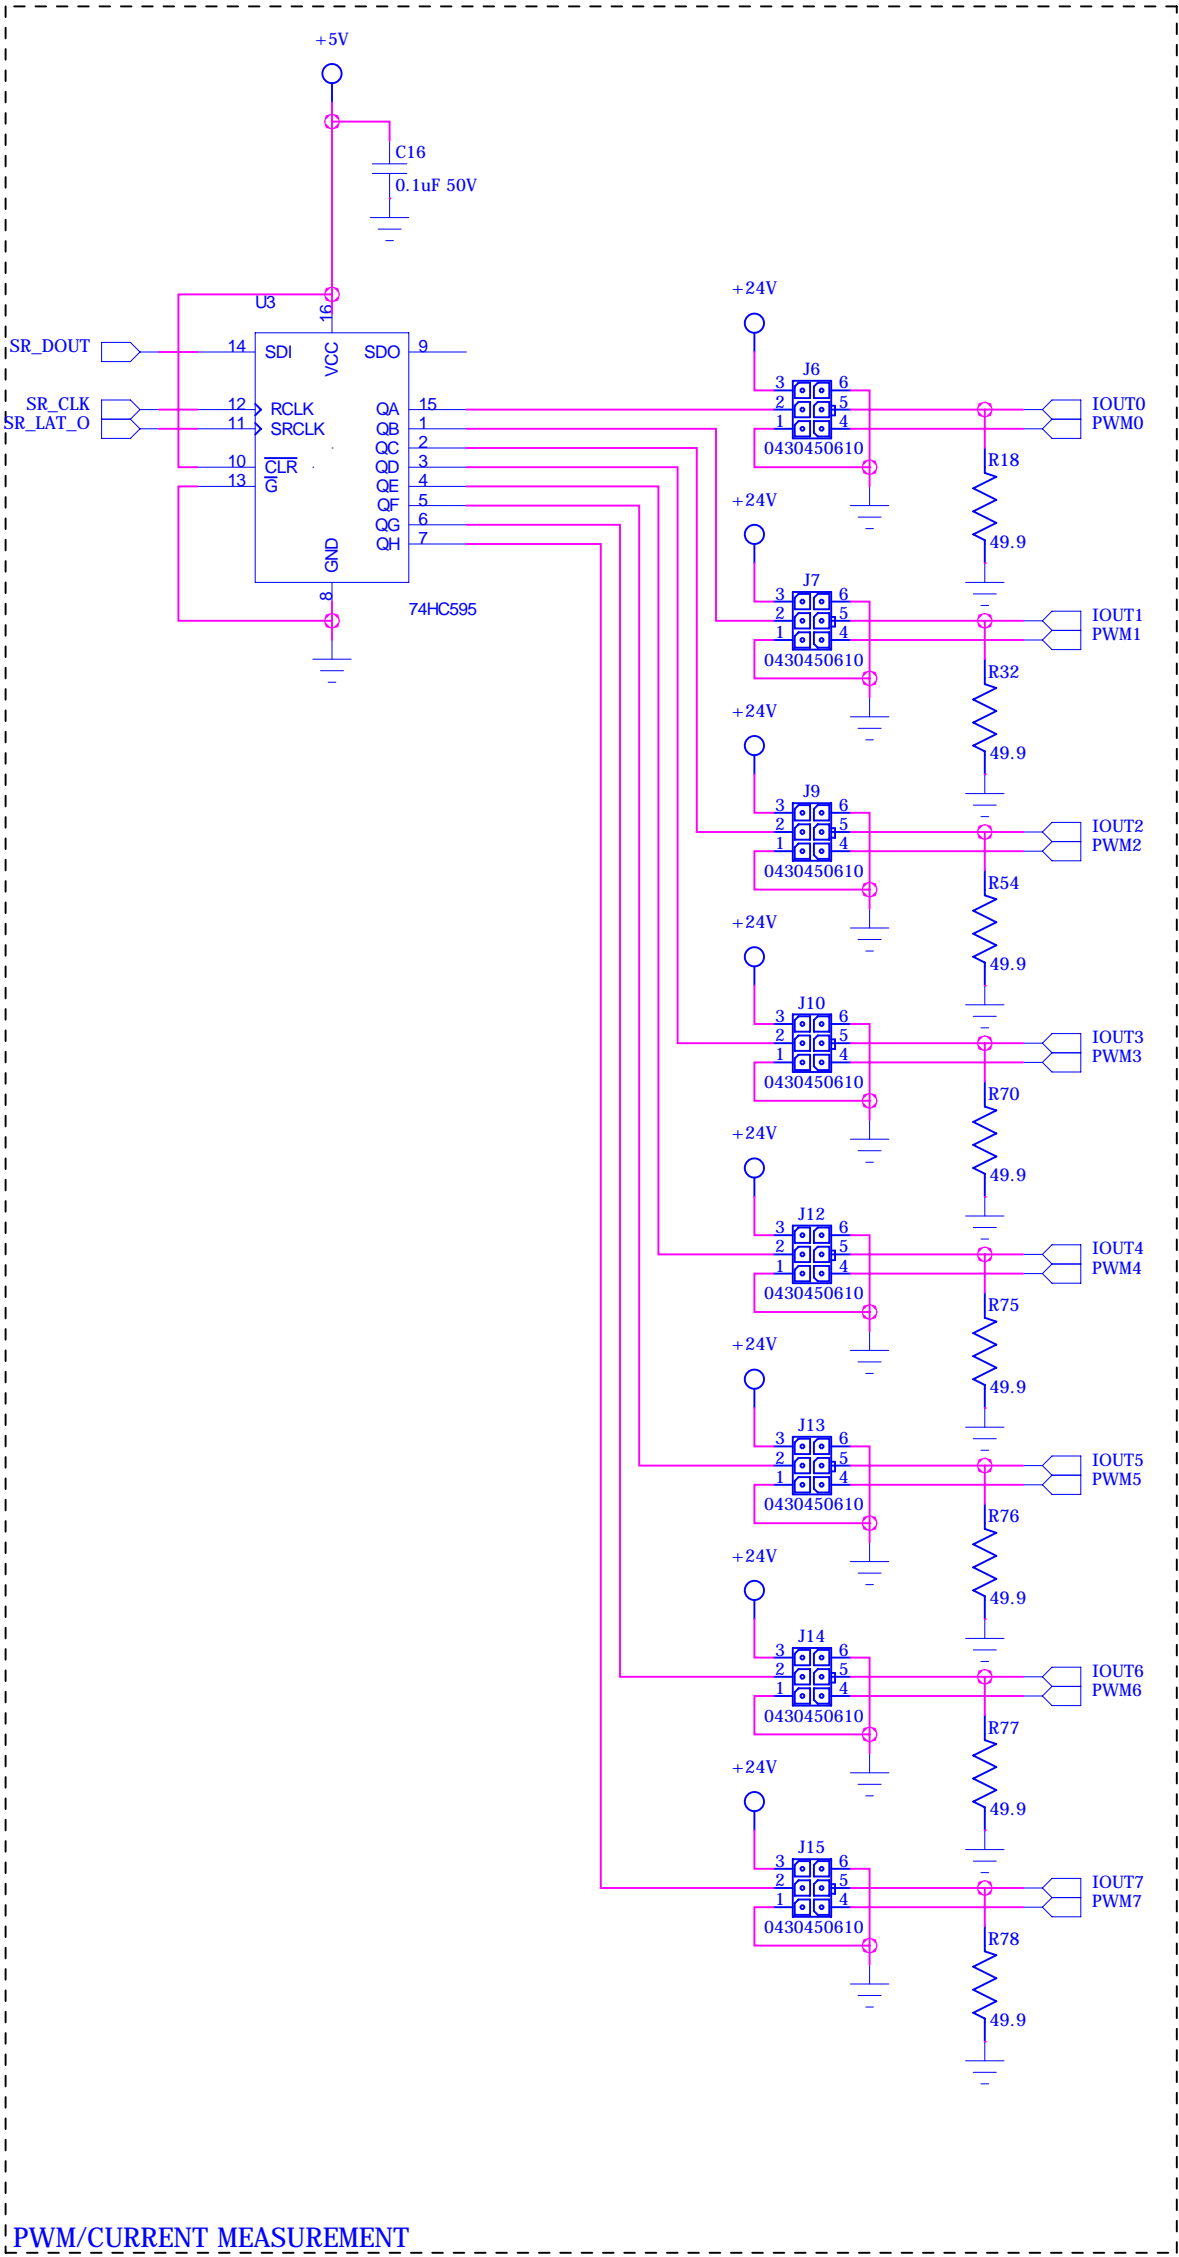 +5V
C16
0.1uF 50V
U3
16
VCC
SR_DOUT
14 SDI
SDO 9
SR_CLK
12 RCLK
QA 15
SR_LAT_O
11 SRCLK
QB 1
QC 2
10 CLR
QD 3
13 G
QE 4
QF 5
QG 6
QH 7
GND
8
74HC595
+24V
J6
3 6
2 5
1 4
0430450610
IOUT0
PWM0
R18
49.9
+24V
J7
3 6
2 5
1 4
0430450610
IOUT1
PWM1
R32
49.9
+24V
J9
3 6
2 5
1 4
0430450610
IOUT2
PWM2
R54
49.9
+24V
J10
3 6
2 5
1 4
0430450610
IOUT3
PWM3
R70
49.9
+24V
J12
3 6
2 5
1 4
0430450610
IOUT4
PWM4
R75
49.9
+24V
J13
3 6
2 5
1 4
0430450610
IOUT5
PWM5
R76
49.9
+24V
J14
3 6
2 5
1 4
0430450610
IOUT6
PWM6
R77
49.9
+24V
J15
3 6
2 5
1 4
0430450610
IOUT7
PWM7
R78
49.9
PWM/CURRENT MEASUREMENT